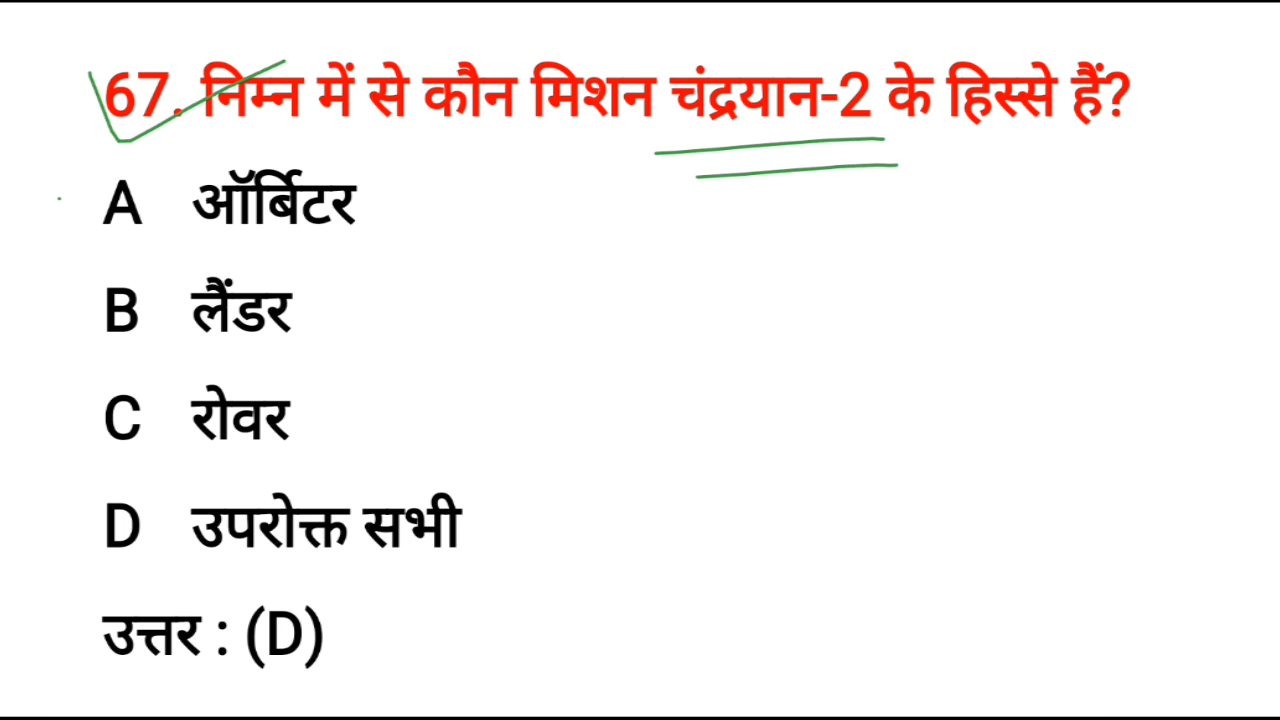 67. निम्न में से कौन मिशन चंद्रयान-2 के हिस्से हैं?
A ऑर्बिटर
B लैंडर
C रोवर
D उपरोक्त सभी
उत्तर : (D)